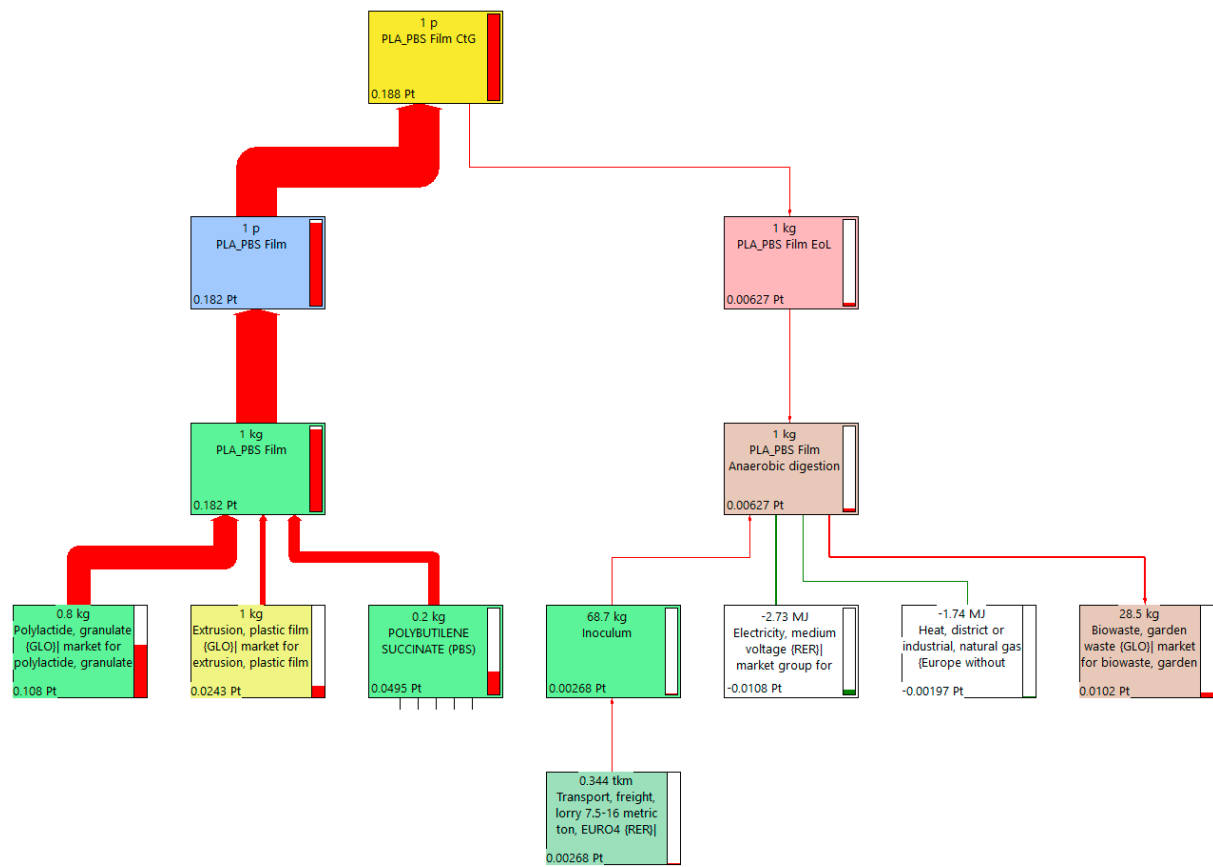 1 p
PLA_PBS Film CtG
0.188 Pt
1 p
PLA_PBS Film
0.182 Pt
1 kg
PLA_PBS Film EoL
0.00627 Pt
1 kg
PLA_PBS Film
0.182 Pt
1 kg
PLA_PBS Film
Anaerobic digestion
0.00627 Pt
0.8 kg
Polylactide, granulate
{GLO}| market for
polylactide, granulate
0.108 Pt
1 kg
Extrusion, plastic film
{GLO}| market for
extrusion, plastic film
0.0243 Pt
0.2 kg
POLYBUTILENE
SUCCINATE (PBS)
0.0495 Pt
68.7 kg
Inoculum
0.00268 Pt
-2.73 MJ
Electricity, medium
voltage {RER}|
market group for
-0.0108 Pt
-1.74 MJ
Heat, district or
industrial, natural gas
{Europe without
-0.00197 Pt
28.5 kg
Biowaste, garden
waste {GLO}| market
for biowaste, garden
0.0102 Pt
0.344 tkm
Transport, freight,
lorry 7.5-16 metric
ton, EURO4 {RER}|
0.00268 Pt